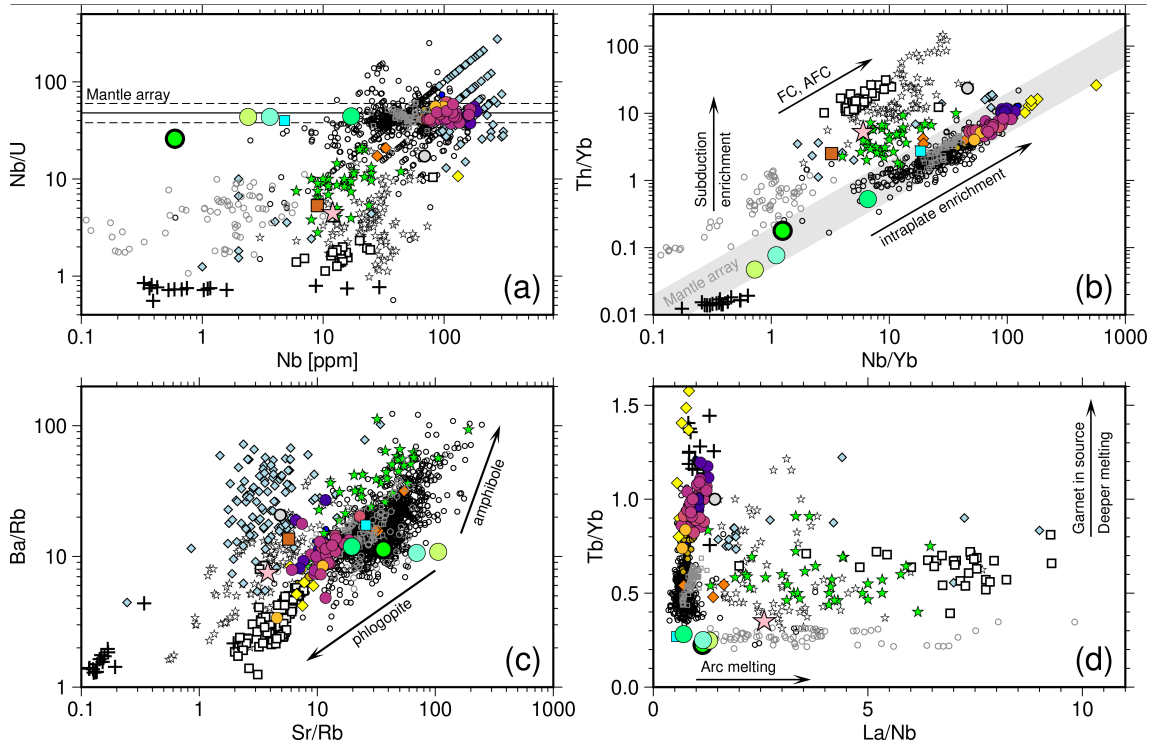 100
10
1
Nb/U
Mantle array
(a)
0.1
1
10
100
Nb [ppm]
100
10
1
0.1
0.01
Th/Yb
FC, AFC
Subduction
enrichment
intraplate enrichment
Mantle array
(b)
0.1
1
10
100
1000
Nb/Yb
200
100
10
1
Ba/Rb
amphibole
phlogopite
(c)
0.1
1
10
100
1000
Sr/Rb
1.5
1.0
0.5
0.0
Tb/Yb
Garnet in source
Deeper melting
Arc melting
(d)
0
5
10
La/Nb